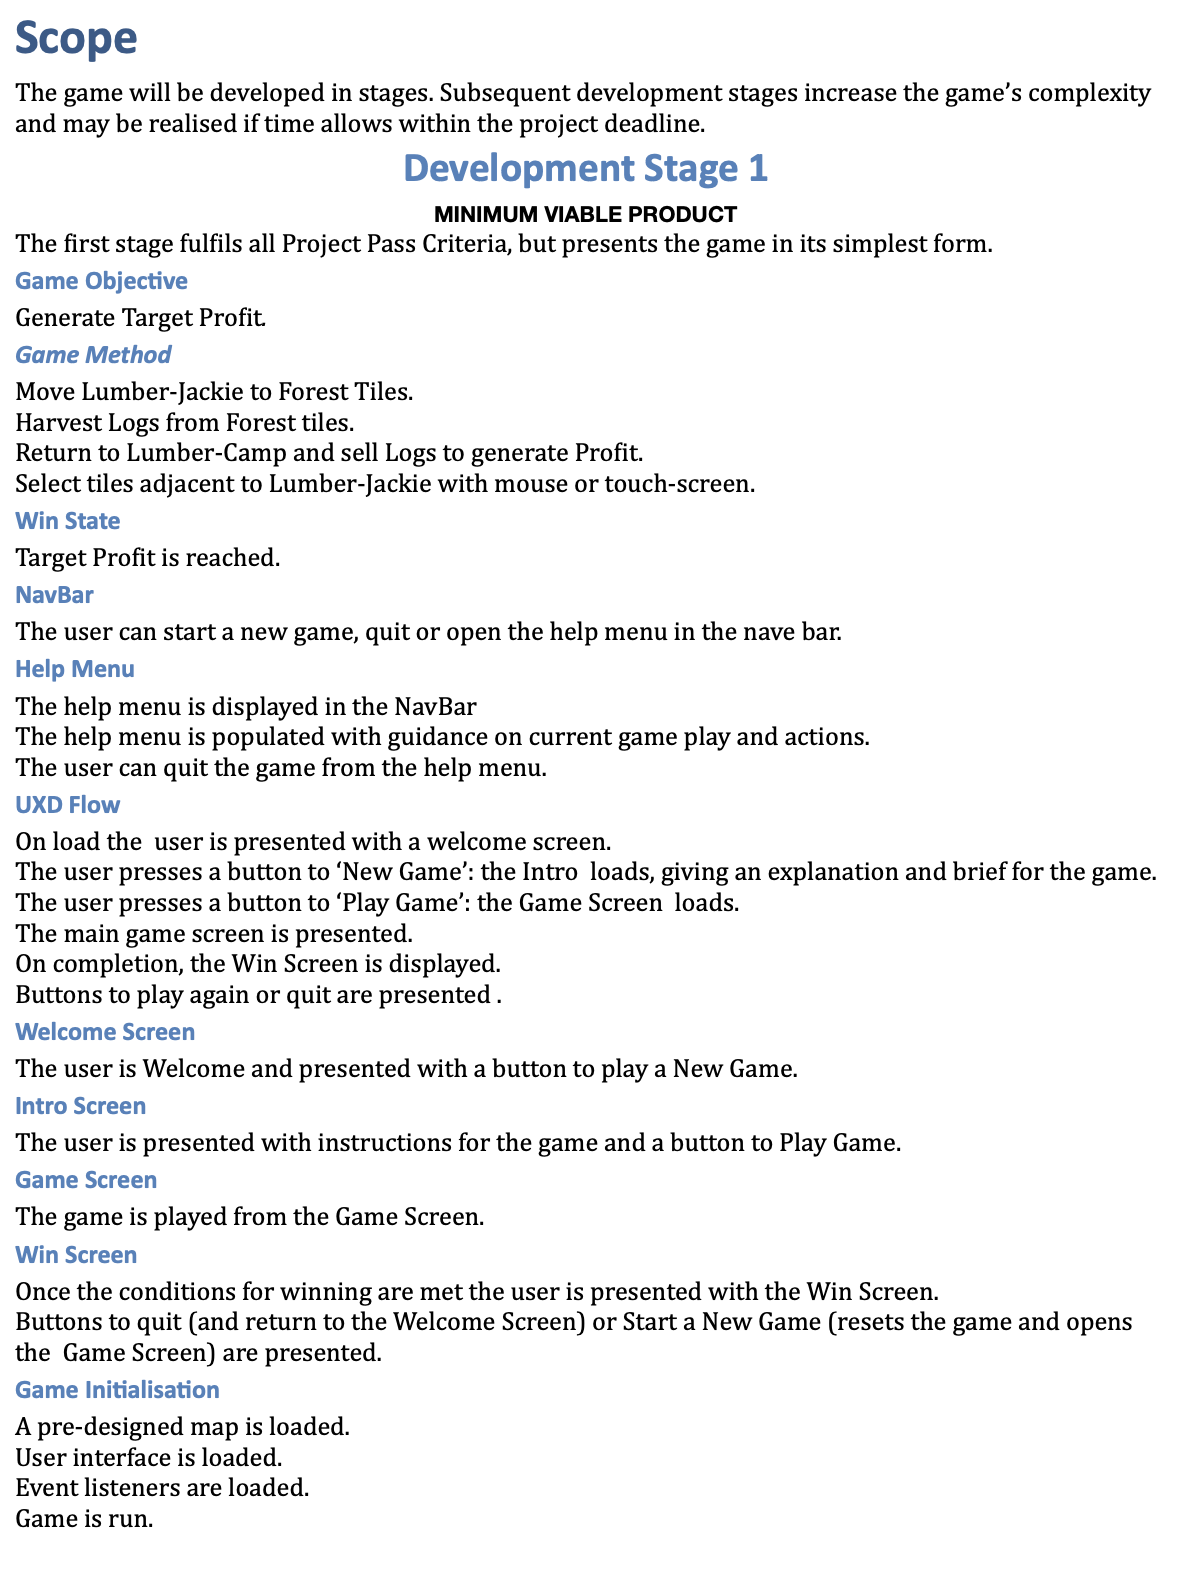 Scope
The game will be developed in stages. Subsequent development stages increase the game’s complexity
and may be realised if time allows within the project deadline.
Development Stage 1
MINIMUM VIABLE PRODUCT
The first stage fulfils all Project Pass Criteria, but presents the game in its simplest form.
Game Objective
Generate Target Profit.
Game Method
Move Lumber-Jackie to Forest Tiles.
Harvest Logs from Forest tiles.
Return to Lumber-Camp and sell Logs to generate Profit.
Select tiles adjacent to Lumber-Jackie with mouse or touch-screen.
Win State
Target Profit is reached.
NavBar
The user can start a new game, quit or open the help menu in the nave bar.
Help Menu
The help menu is displayed in the NavBar
The help menu is populated with guidance on current game play and actions.
The user can quit the game from the help menu.
UXD Flow
On load the  user is presented with a welcome screen.
The user presses a button to ‘New Game’: the Intro  loads, giving an explanation and brief for the game.
The user presses a button to ‘Play Game’: the Game Screen  loads.
The main game screen is presented.
On completion, the Win Screen is displayed.
Buttons to play again or quit are presented .
Welcome Screen
The user is Welcome and presented with a button to play a New Game.
Intro Screen
The user is presented with instructions for the game and a button to Play Game.
Game Screen
The game is played from the Game Screen.
Win Screen
Once the conditions for winning are met the user is presented with the Win Screen.
Buttons to quit (and return to the Welcome Screen) or Start a New Game (resets the game and opens
the  Game Screen) are presented.
Game Initialisation
A pre-designed map is loaded.
User interface is loaded.
Event listeners are loaded.
Game is run.